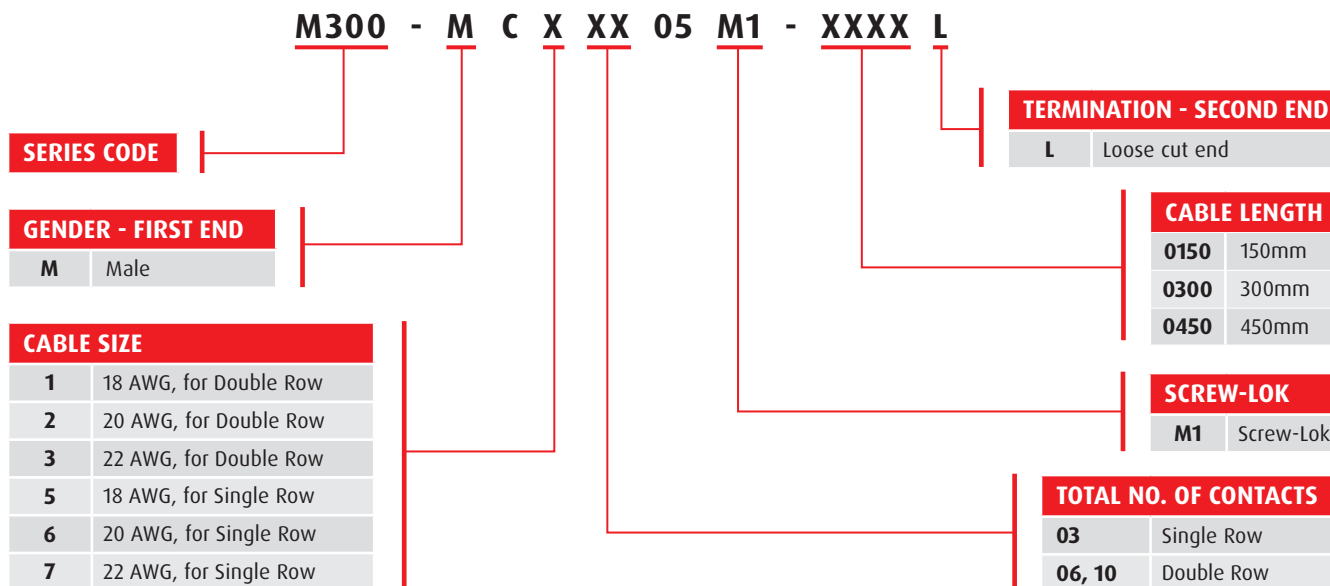 M300 - M C X XX 05 M1 - XXXX L
SERIES CODE
GENDER - FIRST END
M Male
CABLE SIZE
1 18 AWG, for Double Row
2 20 AWG, for Double Row
3 22 AWG, for Double Row
5 18 AWG, for Single Row
6 20 AWG, for Single Row
7 22 AWG, for Single Row
TERMINATION - SECOND END
L Loose cut end
CABLE LENGTH
0150 150mm
0300 300mm
0450 450mm
SCREW-LOK
M1 Screw-Lok
TOTAL NO. OF CONTACTS
03 Single Row
06, 10 Double Row